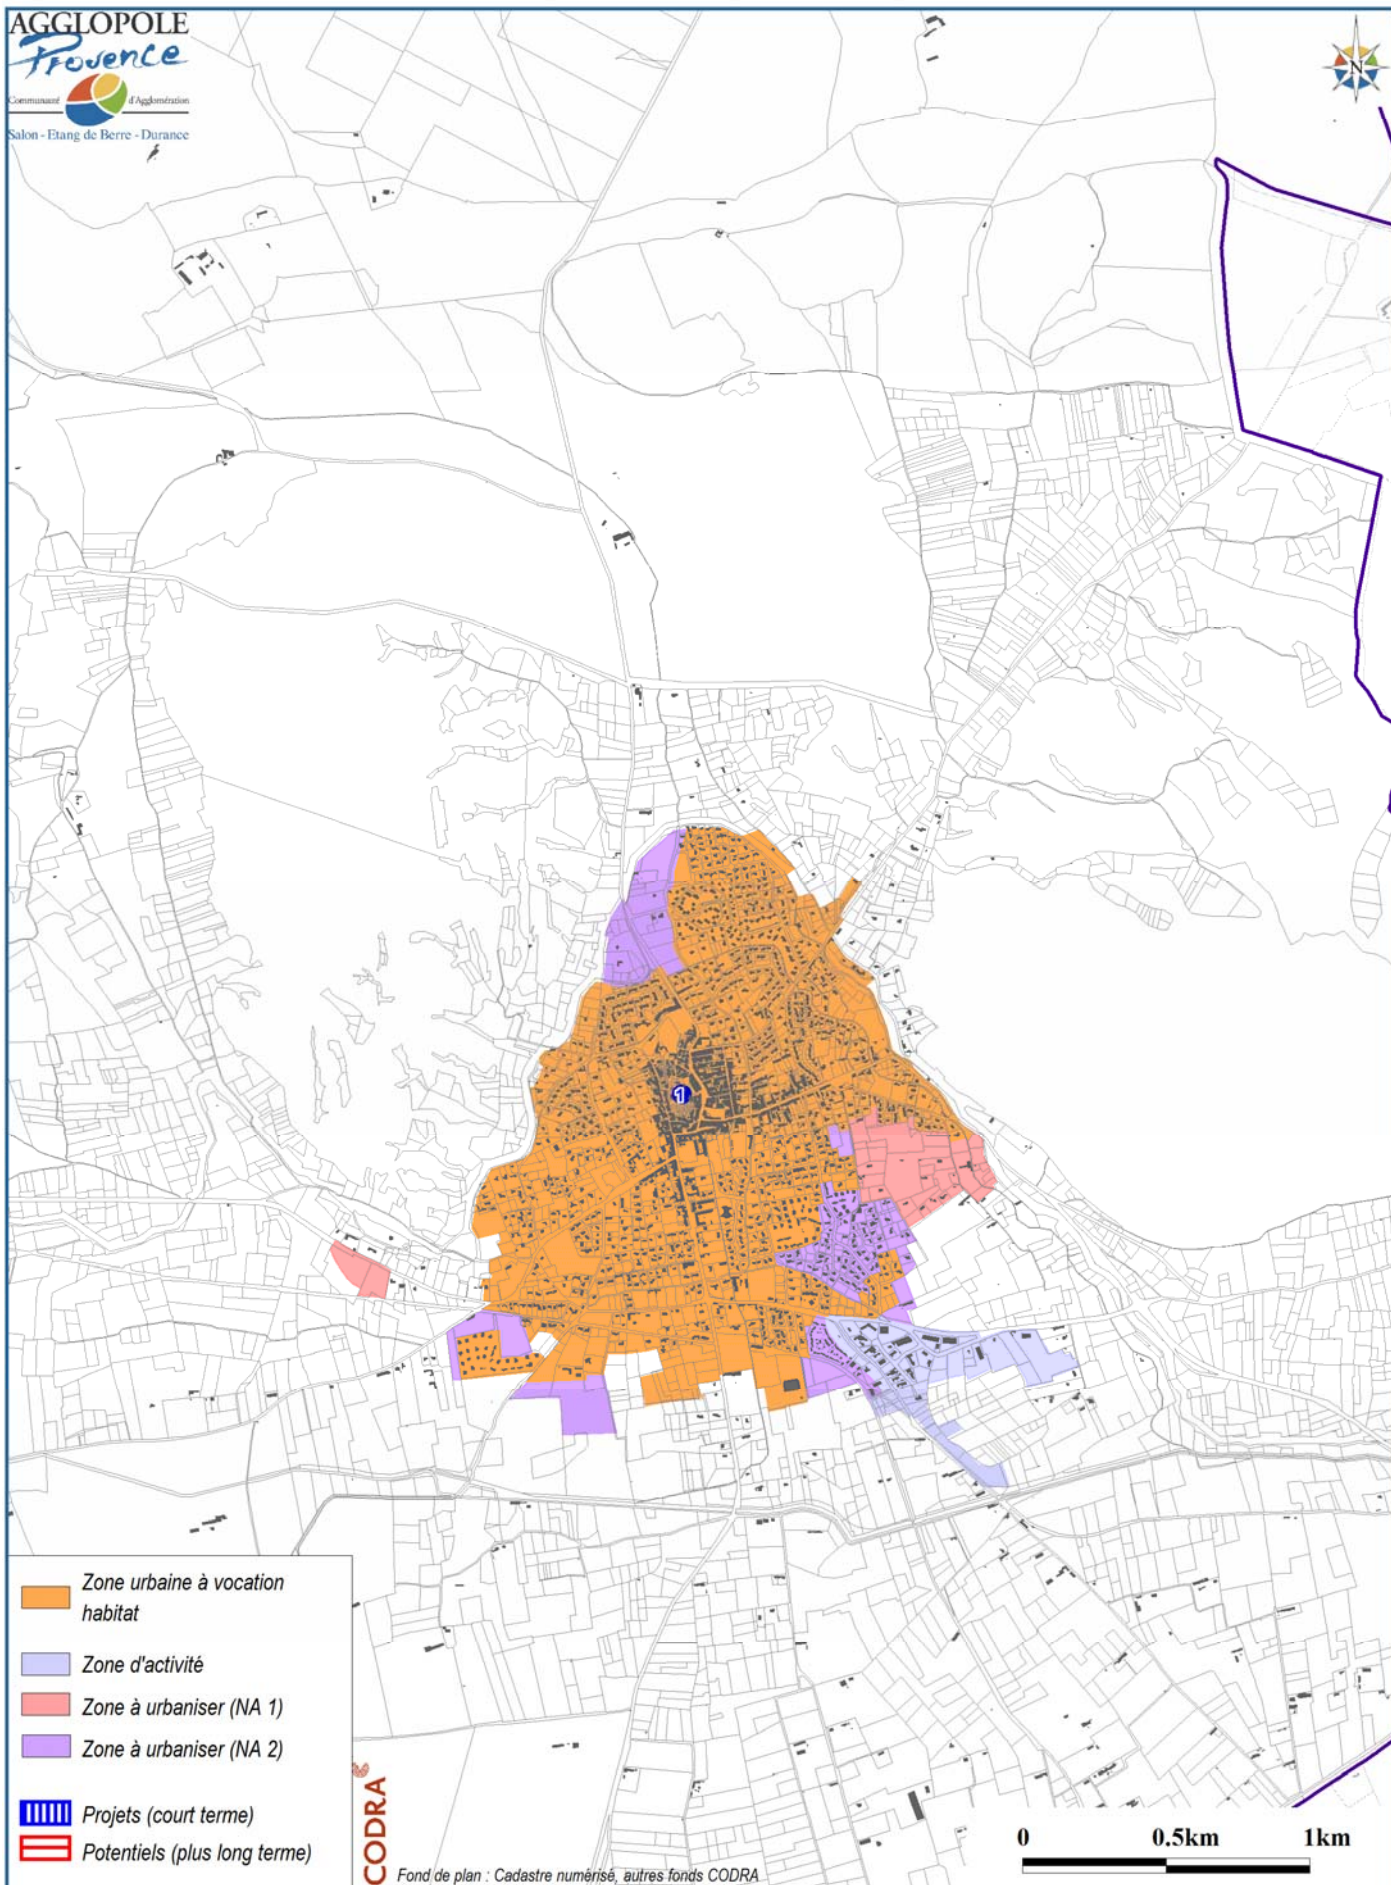 AGGLOPOLE
Provence
Communauté d'Agglomération
Salon - Etang de Berre - Durance
N
1
Zone urbaine à vocation
habitat
Zone d'activité
Zone à urbaniser (NA 1)
Zone à urbaniser (NA 2)
Projets (court terme)
Potentiels (plus long terme)
CODRA
Fond de plan : Cadastre numérisé, autres fonds CODRA
0 0.5km 1km